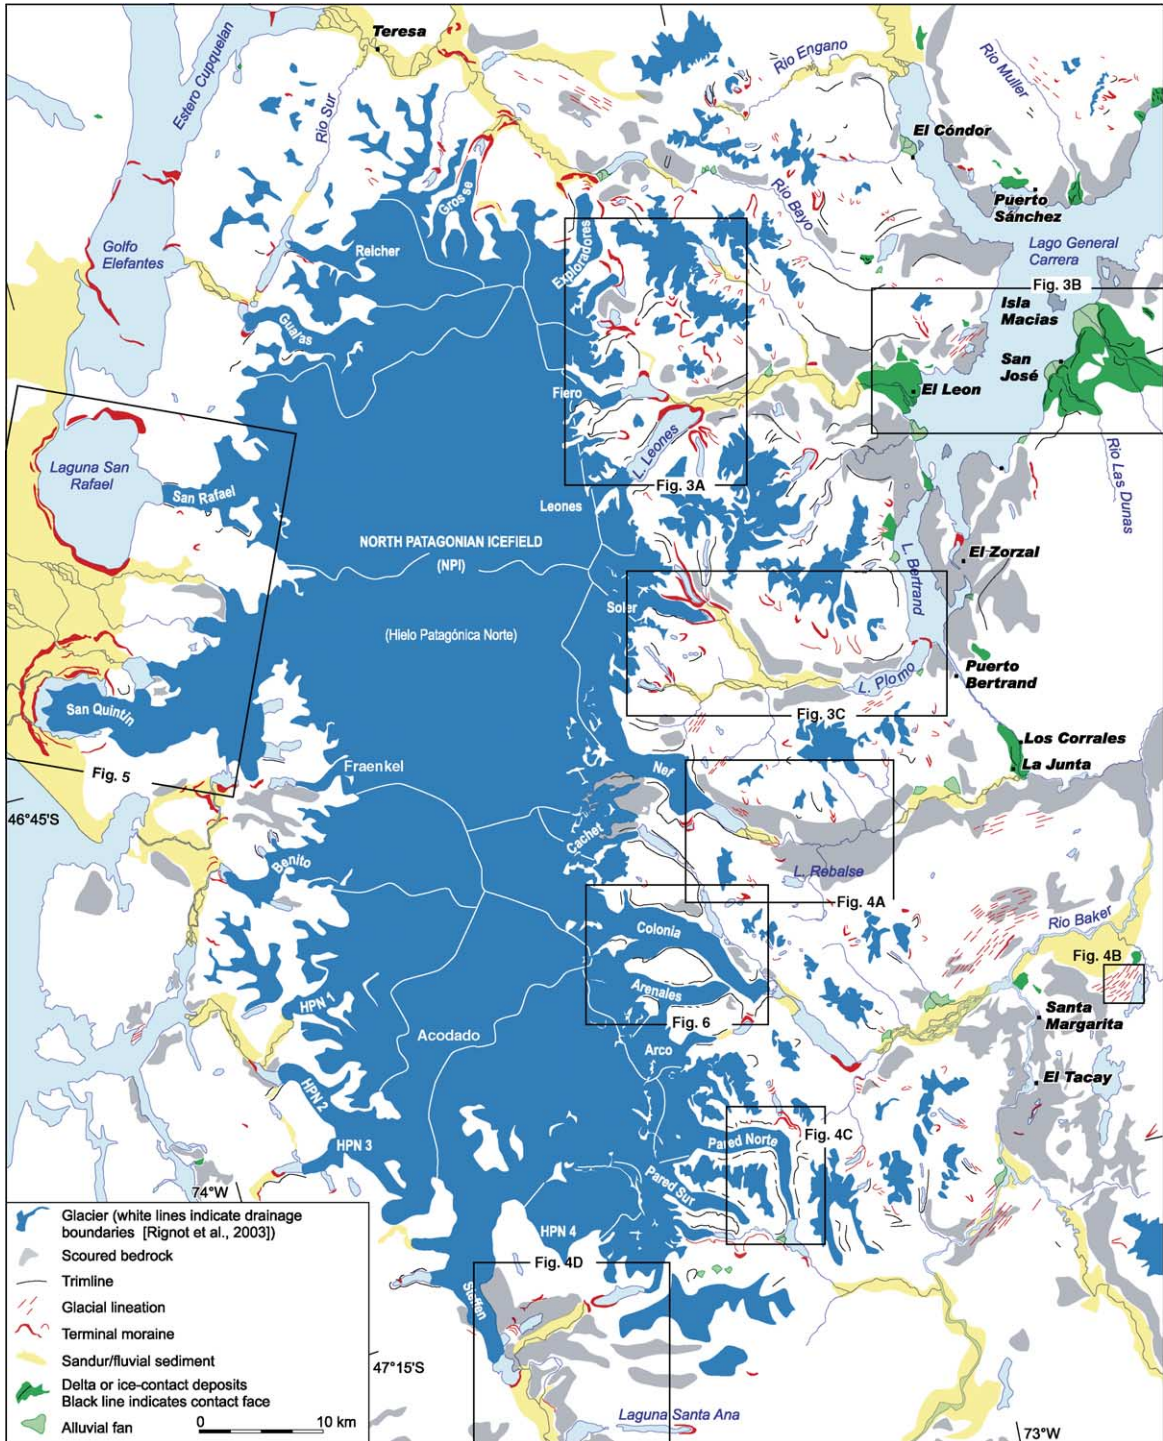 Teresa
Estero Cupquelan
Rio Sur
Rio Engano
Rio Muller
El Cóndor
Puerto
Sánchez
Rio Bayo
Grosse
Golfo
Elefantes
Reicher
Exploradores
Lago General
Carrera
Fig. 3B
Isla
Macias
Gualas
San
José
El Leon
Fiero
L. Leones
Rio Las Dunas
Laguna San
Rafael
San Rafael
Fig. 3A
Leones
NORTH PATAGONIAN ICEFIELD
(NPI)
El Zorzal
L. Bertrand
Soler
(Hielo Patagónica Norte)
Puerto
Bertrand
L. Plomo
San Quintín
Fig. 3C
Los Corrales
La Junta
Fig. 5
Fraenkel
Nef
46°45'S
Cachet
Benito
L. Rebalse
Fig. 4A
Rio Baker
Colonia
Fig. 4B
Arenales
HPN 1
Fig. 6
Santa
Margarita
Acodado
Arco
El Tacay
HPN 2
Fig. 4C
Pared Norte
HPN 3
Pared Sur
74°W
HPN 4
Fig. 4D
Steffen
Glacier (white lines indicate drainage
boundaries [Rignot et al., 2003])
Scoured bedrock
Trimline
Glacial lineation
Terminal moraine
Sandur/fluvial sediment
Delta or ice-contact deposits
Black line indicates contact face
Alluvial fan
0 10 km
47°15'S
Laguna Santa Ana
73°W